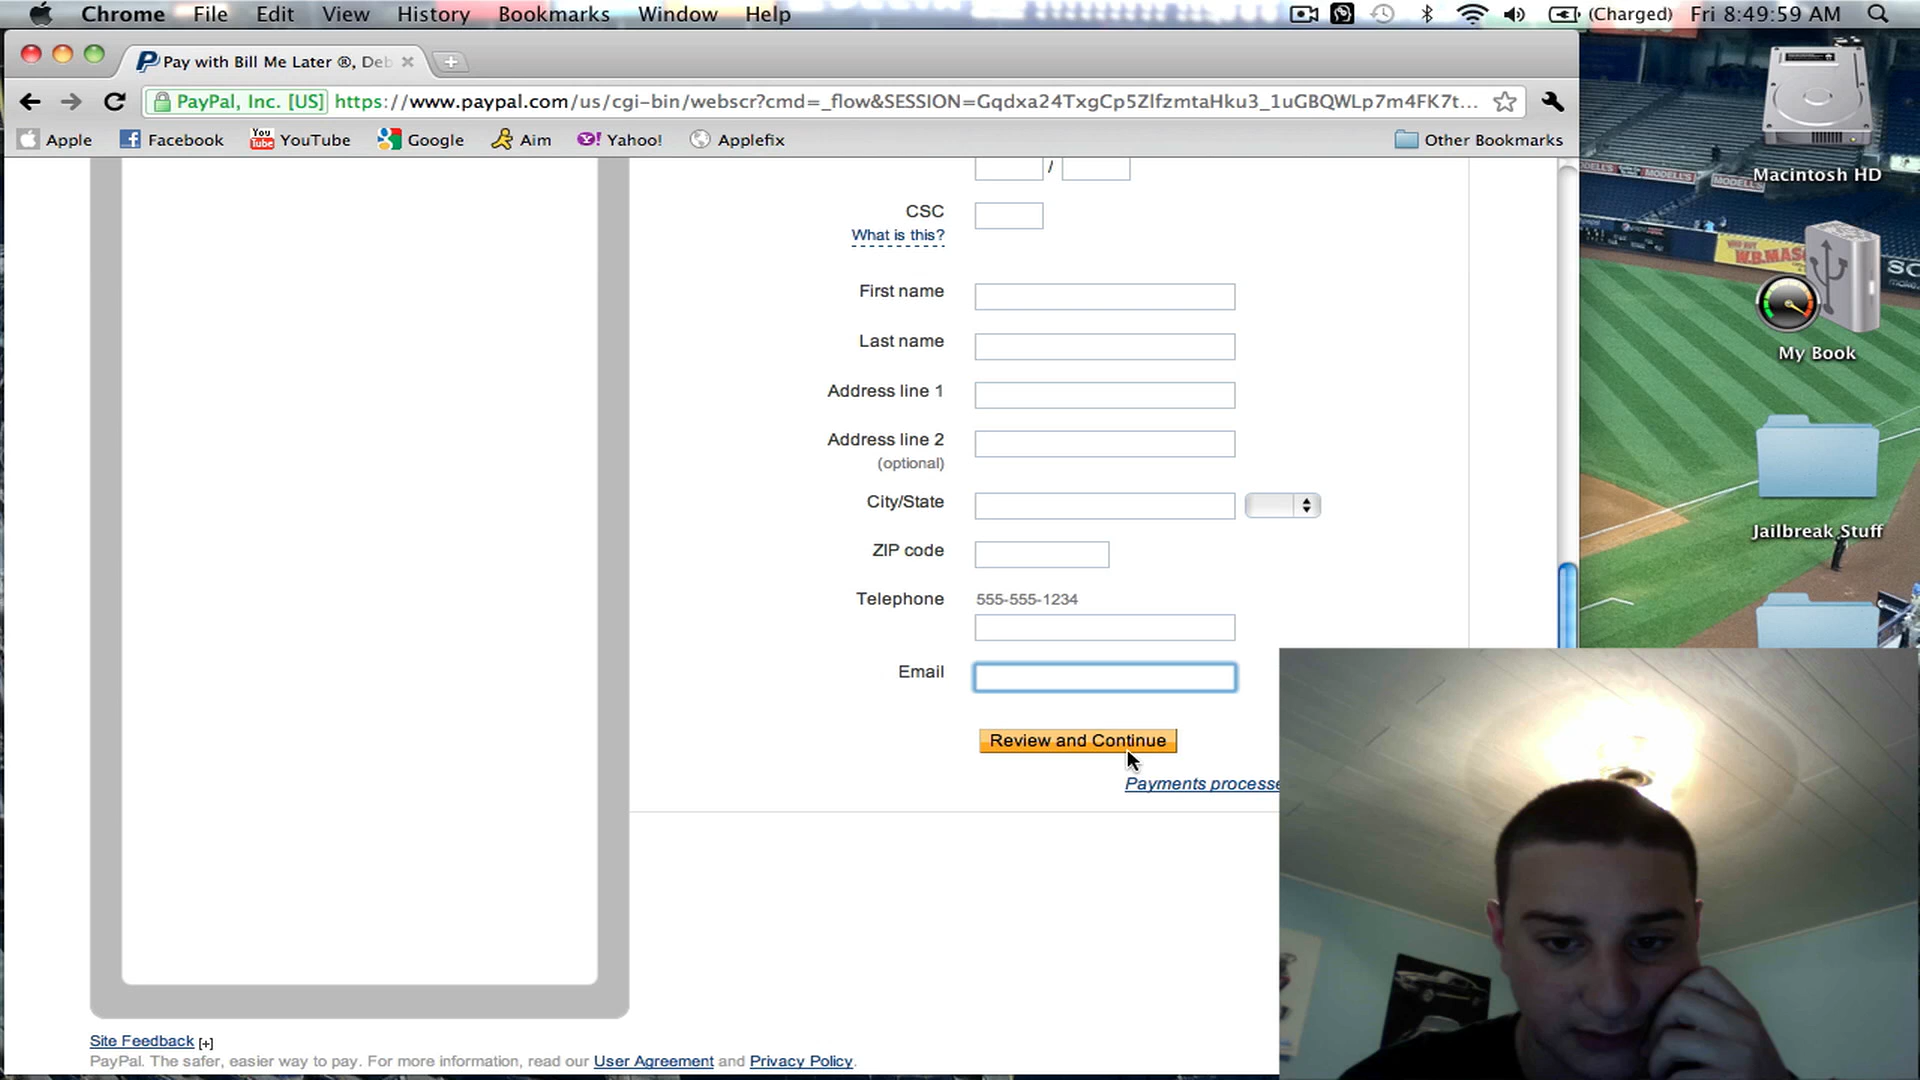 Chrome File Edit View History Bookmarks Window Help (Charged) Fri 8:49:59 AM
Pay with Bill Me Later ®, Deb
PayPal, Inc. [US] https://www.paypal.com/us/cgi-bin/webscr?cmd=_flow&SESSION=Gqdxa24TxgCp5ZlfzmtaHku3_1uGBQWLp7m4FK7t...
Apple Facebook You Tube YouTube Google Aim Y! Yahoo! Applefix Other Bookmarks
/
CSC
What is this?
First name
Last name
Address line 1
Address line 2
(optional)
City/State
ZIP code
Telephone 555-555-1234
Email
Review and Continue
Payments processe
Site Feedback [+]
PayPal. The safer, easier way to pay. For more information, read our User Agreement and Privacy Policy.
Macintosh HD
MODELL'S
W.B.MAS
My Book
Jailbreak Stuff